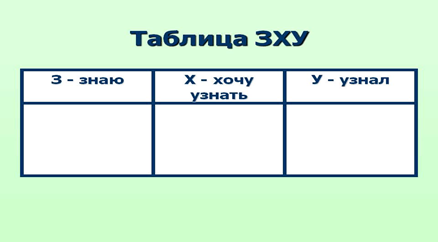 Таблица ЗХУ
З - знаю
Х - хочу
узнать
У - узнал